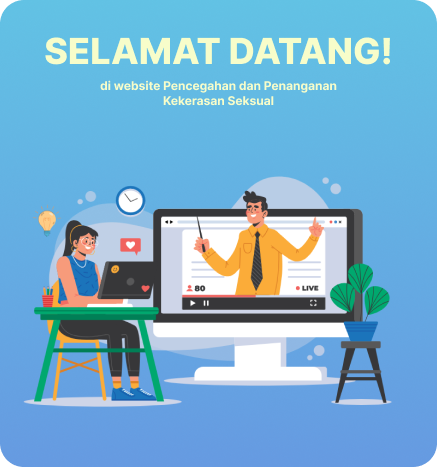 SELAMAT DATANG!
di website Pencegahan dan Penanganan
Kekerasan Seksual
80
LIVE